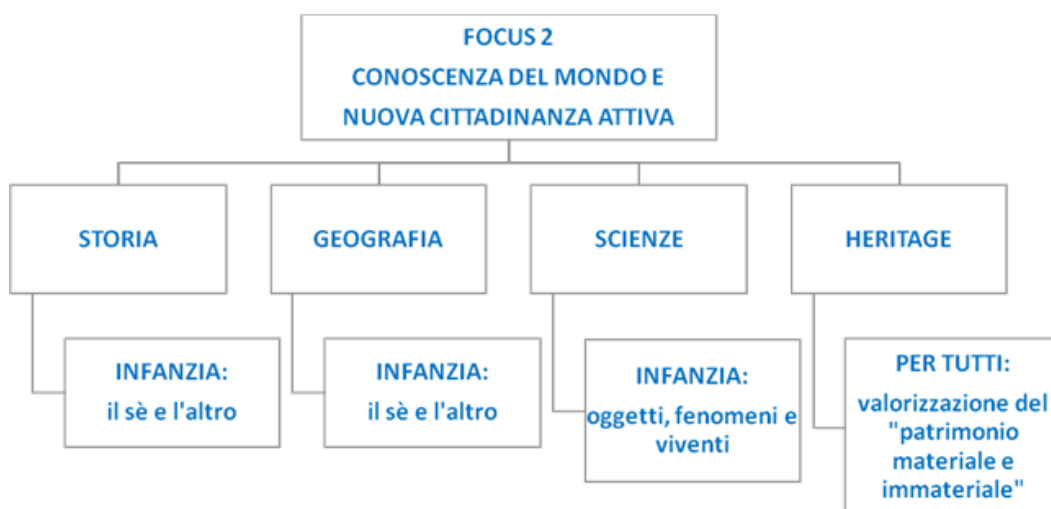 FOCUS 2
CONOSCENZA DEL MONDO E
NUOVA CITTADINANZA ATTIVA
STORIA
GEOGRAFIA
SCIENZE
HERITAGE
INFANZIA:
il sè e l'altro
INFANZIA:
il sè e l'altro
INFANZIA:
oggetti, fenomeni e
viventi
PER TUTTI:
valorizzazione del
"patrimonio
materiale e
immateriale"